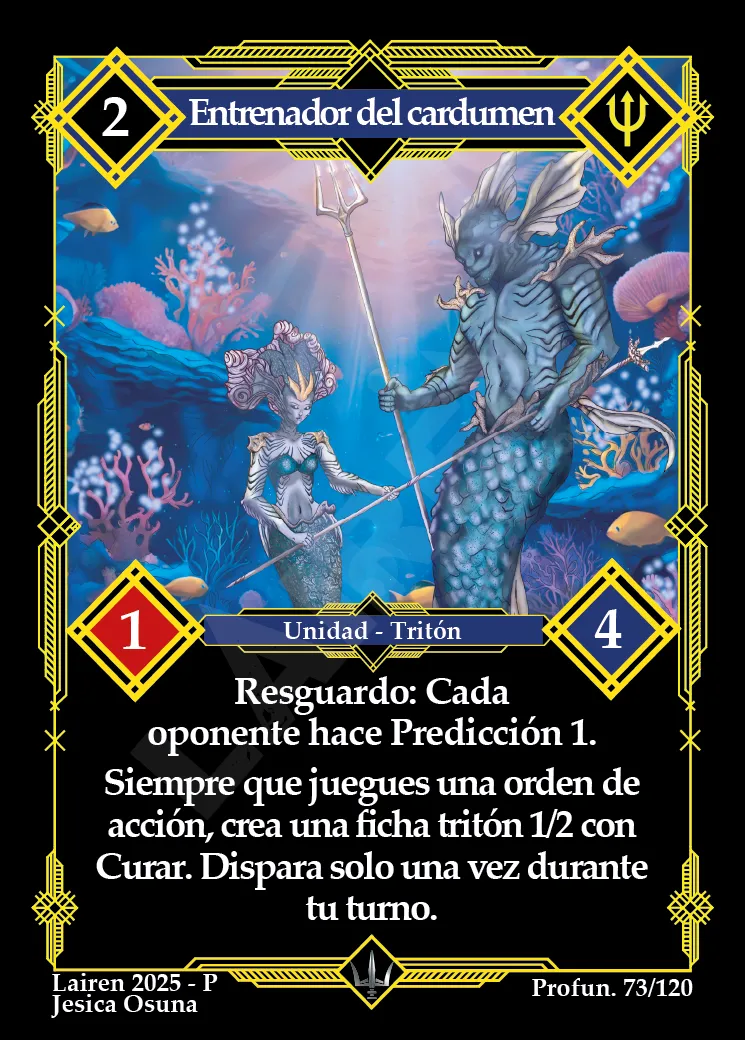 2
Entrenador del cardumen
1
Unidad - Tritón
4
Resguardo: Cada
oponente hace Predicción 1.
Siempre que juegues una orden de
acción, crea una ficha tritón 1/2 con
Curar. Dispara solo una vez durante
tu turno.
Lairen 2025 - P
Jesica Osuna
Profun. 73/120